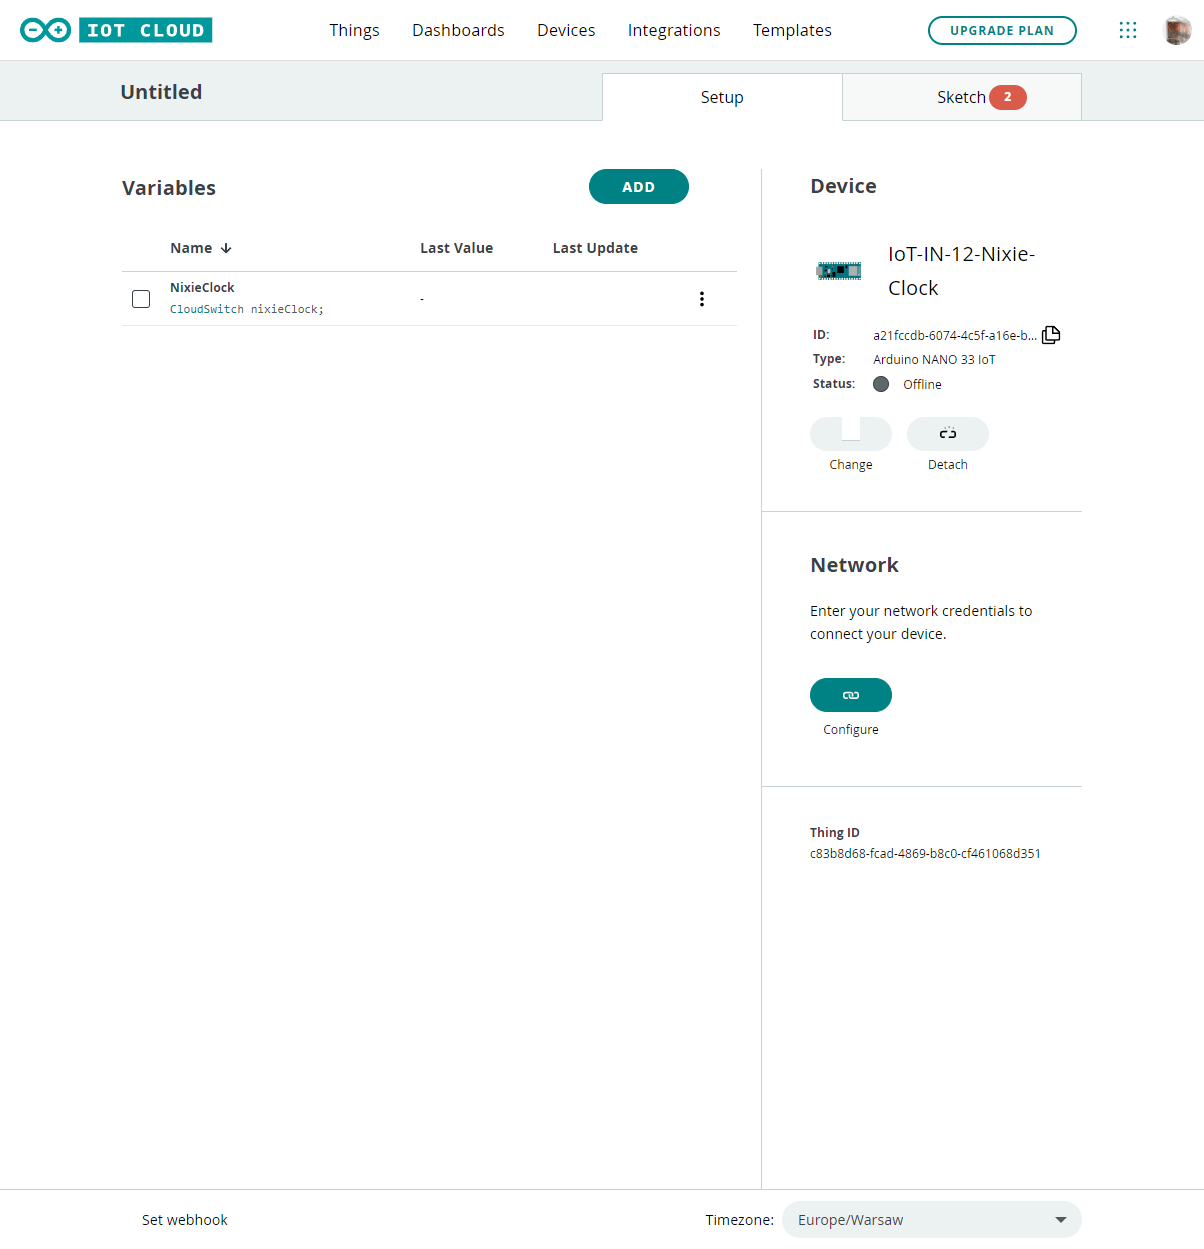 IOT CLOUD
Things Dashboards Devices Integrations Templates
UPGRADE PLAN
Untitled
Setup
Sketch 2
Variables
ADD
Name Last Value Last Update
NixieClock
CloudSwitch nixieClock;
-
Device
IoT-IN-12-Nixie-
Clock
ID: a21fccdb-6074-4c5f-a16e-b...
Type: Arduino NANO 33 IoT
Status: Offline
Change Detach
Network
Enter your network credentials to
connect your device.
Configure
Thing ID
c83b8d68-fcad-4869-b8c0-cf461068d351
Set webhook
Timezone: Europe/Warsaw